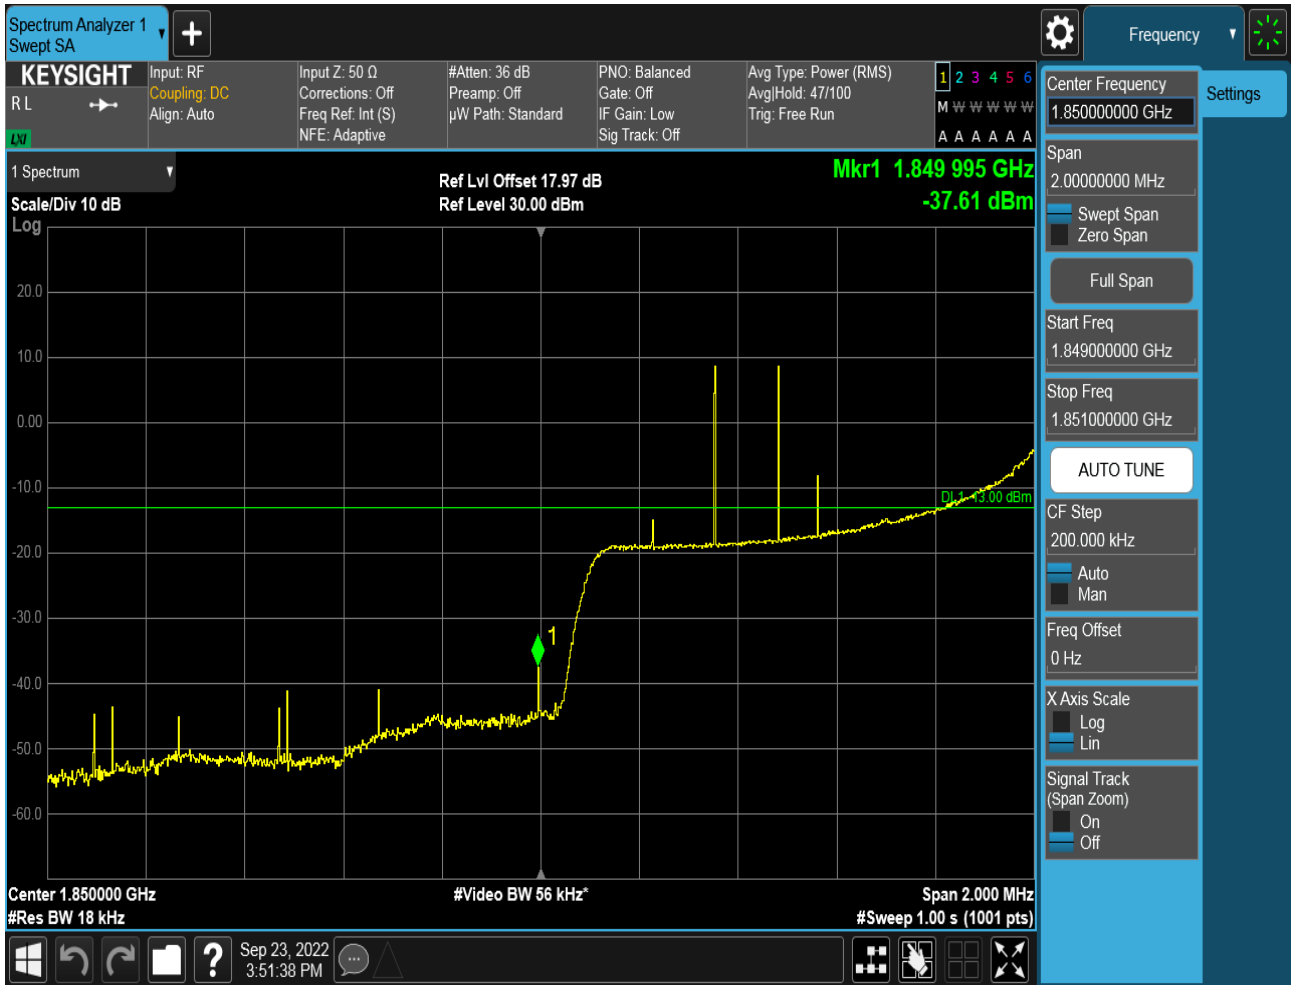 Spectrum Analyzer 1
Swept SA
Frequency
KEYSIGHT
R L
LXI
Input: RF
Coupling: DC
Align: Auto
Input Z: 50 Ω
Corrections: Off
Freq Ref: Int (S)
NFE: Adaptive
#Atten: 36 dB
Preamp: Off
µW Path: Standard
PNO: Balanced
Gate: Off
IF Gain: Low
Sig Track: Off
Avg Type: Power (RMS)
Avg|Hold: 47/100
Trig: Free Run
1 2 3 4 5 6
M W W W W W
A A A A A A
1 Spectrum
Scale/Div 10 dB
Log
Ref Lvl Offset 17.97 dB
Ref Level 30.00 dBm
Mkr1 1.849 995 GHz
-37.61 dBm
20.0
10.0
0.00
-10.0
-20.0
-30.0
-40.0
-50.0
-60.0
DL1 -13.00 dBm
1
Center 1.850000 GHz
#Res BW 18 kHz
#Video BW 56 kHz*
Span 2.000 MHz
#Sweep 1.00 s (1001 pts)
Center Frequency
1.850000000 GHz
Settings
Span
2.00000000 MHz
Swept Span
Zero Span
Full Span
Start Freq
1.849000000 GHz
Stop Freq
1.851000000 GHz
AUTO TUNE
CF Step
200.000 kHz
Auto
Man
Freq Offset
0 Hz
X Axis Scale
Log
Lin
Signal Track
(Span Zoom)
On
Off
?
Sep 23, 2022
3:51:38 PM